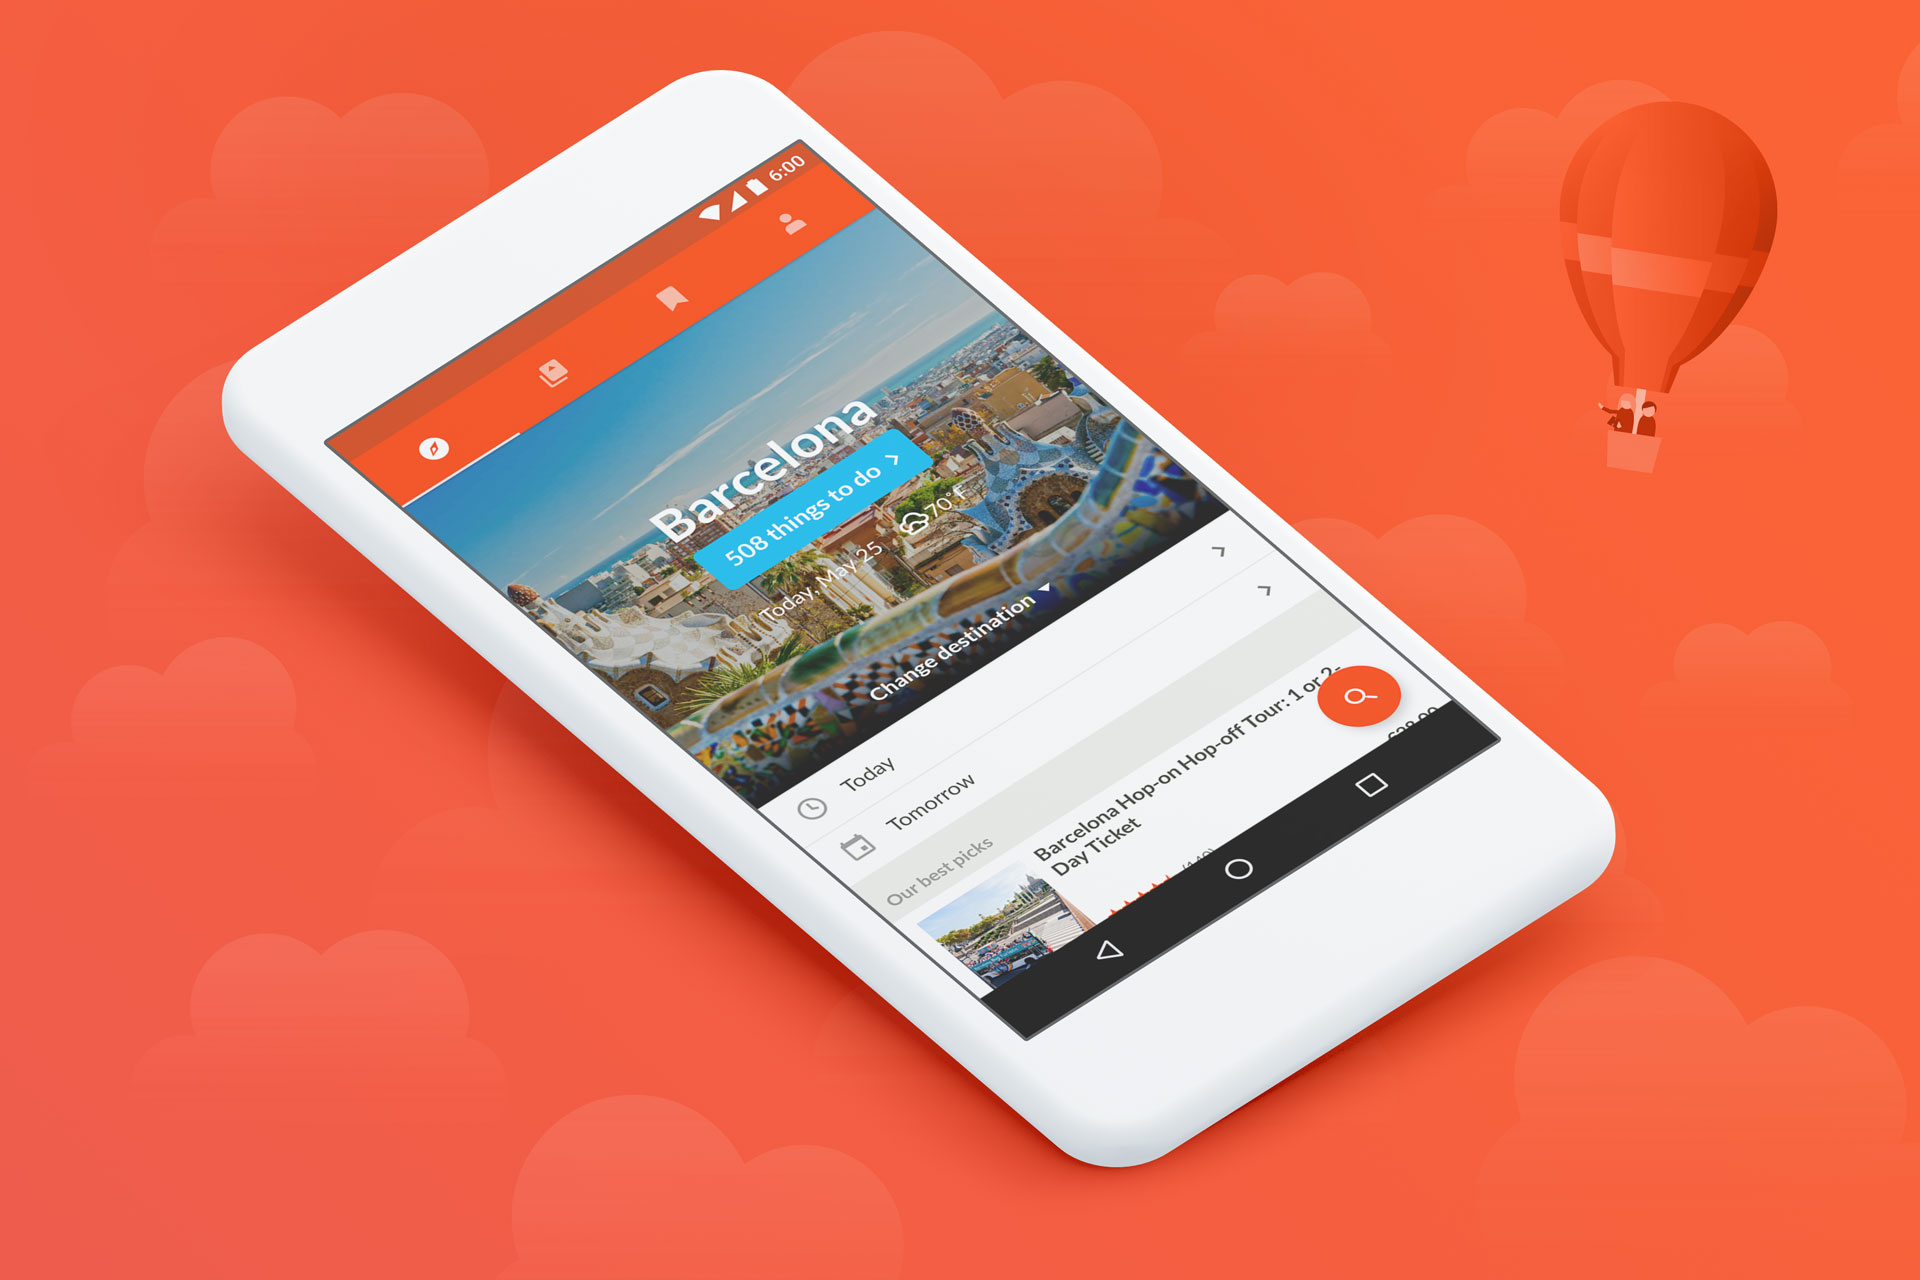 6:00
Barcelona
508 things to do
Today, May 25 70°F
Change destination
Today
Tomorrow
Our best picks
Barcelona Hop-on Hop-off Tour: 1 or 2-
Day Ticket